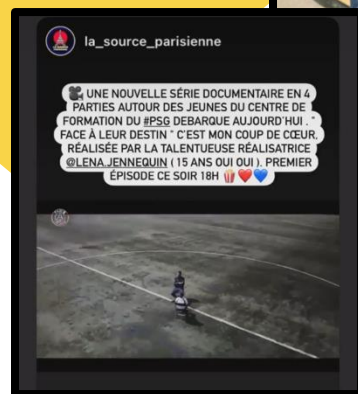 la_source_parisienne
🎥 UNE NOUVELLE SÉRIE DOCUMENTAIRE EN 4
PARTIES AUTOUR DES JEUNES DU CENTRE DE
FORMATION DU #PSG DEBARQUE AUJOURD'HUI . "
FACE À LEUR DESTIN " C'EST MON COUP DE CŒUR,
RÉALISÉE PAR LA TALENTUEUSE RÉALISATRICE
@LENA.JENNEQUIN ( 15 ANS OUI OUI ). PREMIER
ÉPISODE CE SOIR 18H 🍿❤️💙